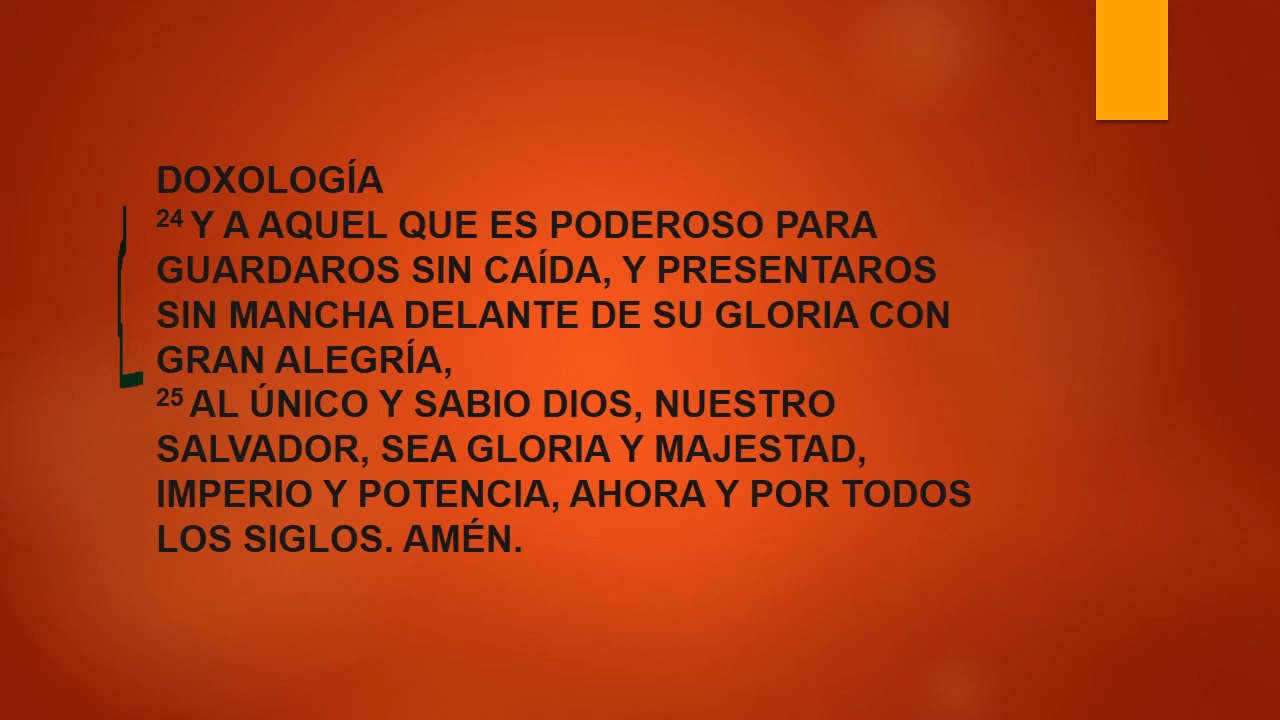 DOXOLOGÍA
24 Y A AQUEL QUE ES PODEROSO PARA
GUARDAROS SIN CAÍDA, Y PRESENTAROS
SIN MANCHA DELANTE DE SU GLORIA CON
GRAN ALEGRÍA,
25 AL ÚNICO Y SABIO DIOS, NUESTRO
SALVADOR, SEA GLORIA Y MAJESTAD,
IMPERIO Y POTENCIA, AHORA Y POR TODOS
LOS SIGLOS. AMÉN.